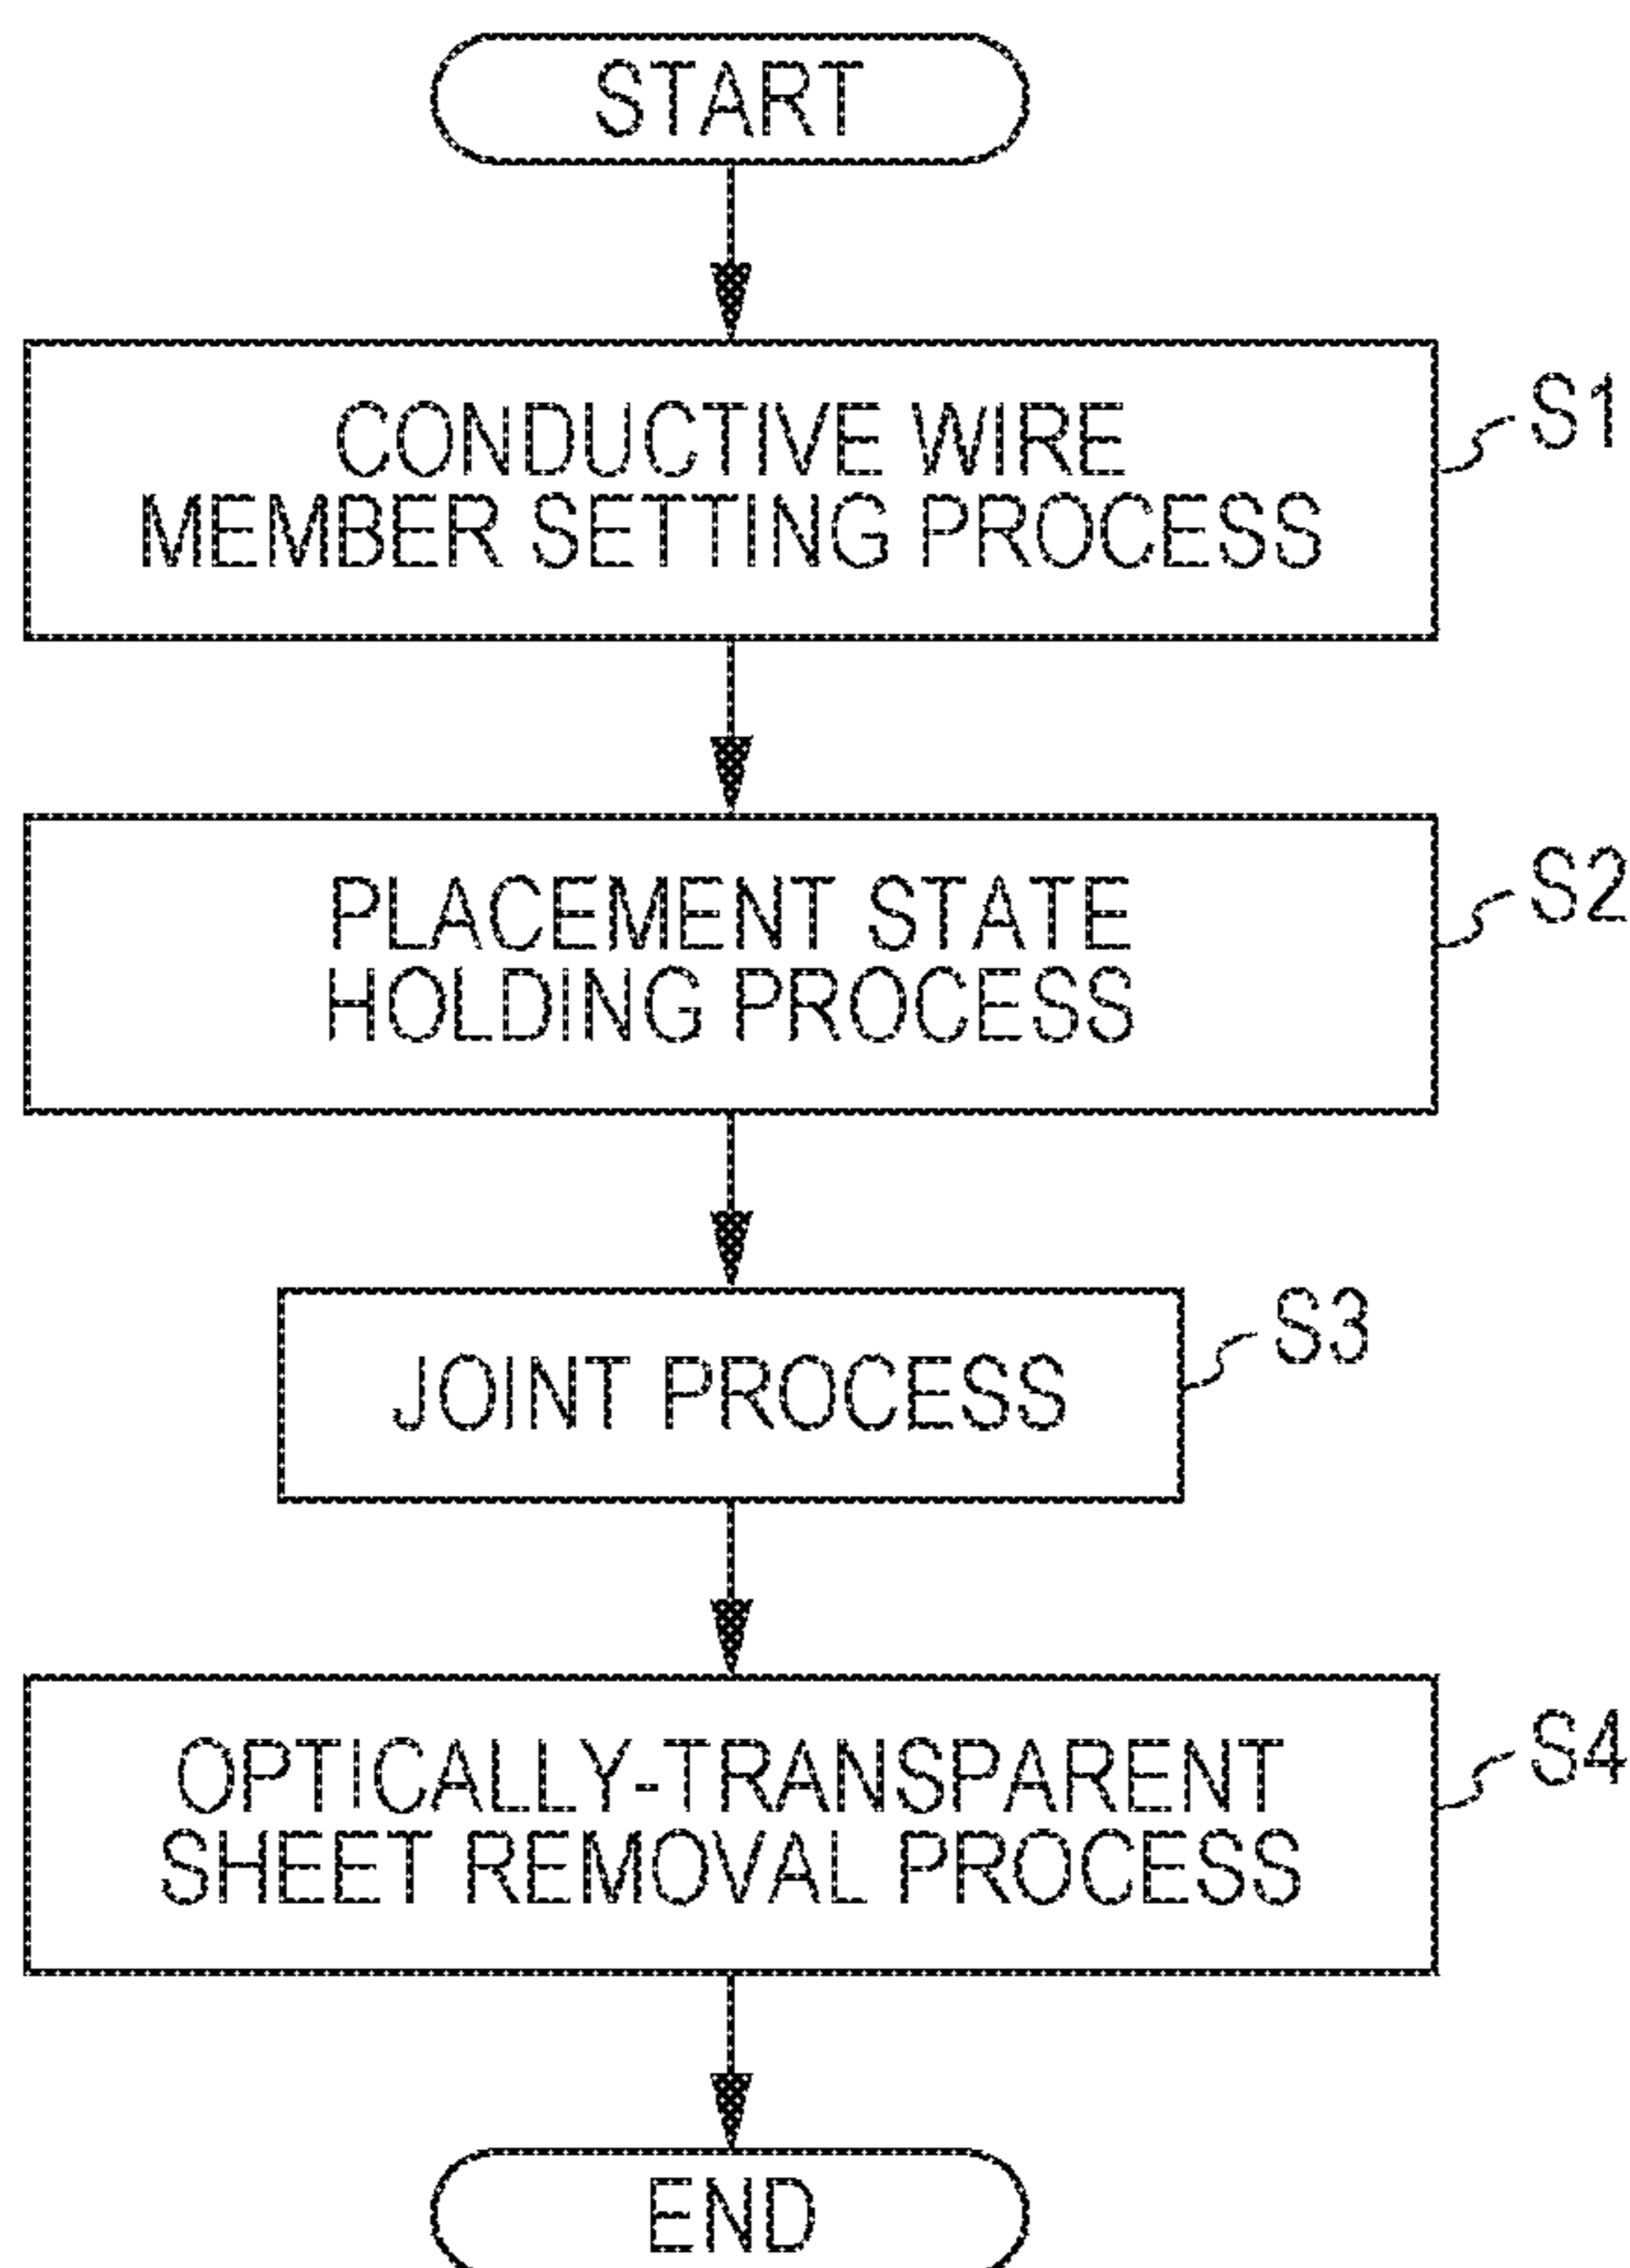 START
CONDUCTIVE WIRE
MEMBER SETTING PROCESS
S1
PLACEMENT STATE
HOLDING PROCESS
S2
JOINT PROCESS
S3
OPTICALLY-TRANSPARENT
SHEET REMOVAL PROCESS
S4
END